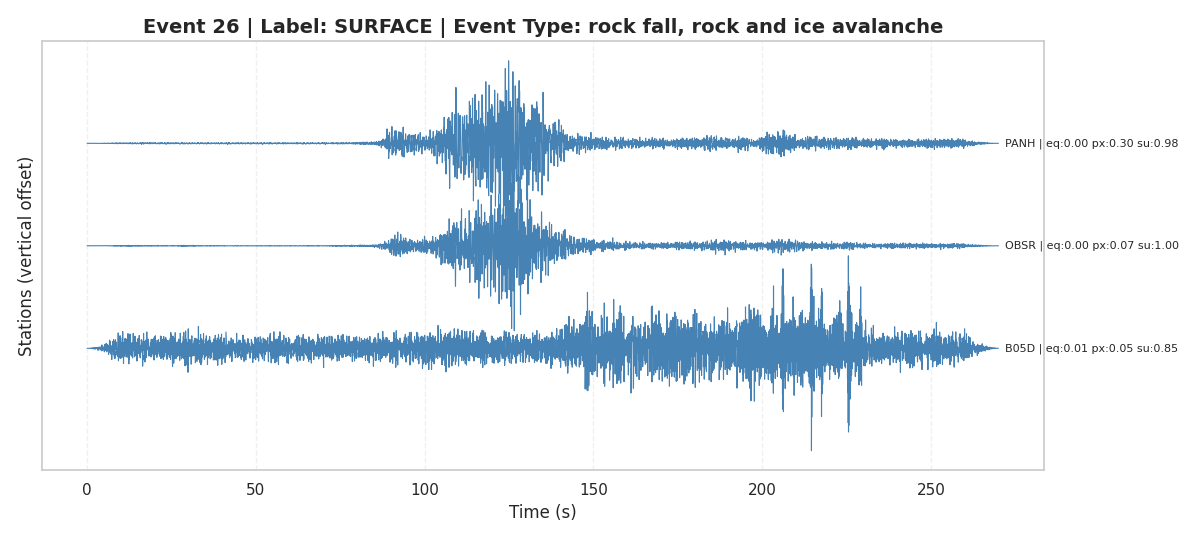 Event 26 | Label: SURFACE | Event Type: rock fall, rock and ice avalanche
Stations (vertical offset)
PANH | eq:0.00 px:0.30 su:0.98
OBSR | eq:0.00 px:0.07 su:1.00
B05D | eq:0.01 px:0.05 su:0.85
0 50 100 150 200 250
Time (s)